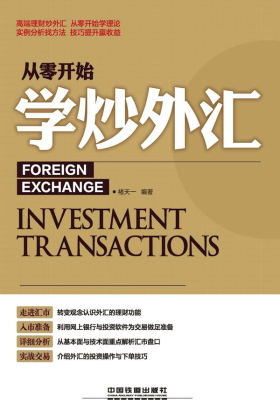 高端理财炒外汇 从零开始学理论
实例分析找方法 技巧提升赢收益
从零开始
学炒外汇
FOREIGN
EXCHANGE
褚天一 编著
INVESTMENT
TRANSACTIONS
走进汇市 转变观念认识外汇的理财功能
入市准备 利用网上银行与投资软件为交易做足准备
详细分析 从基本面与技术面重点解析汇市盘口
实战交易 介绍外汇的投资操作与下单技巧
中国铁道出版社